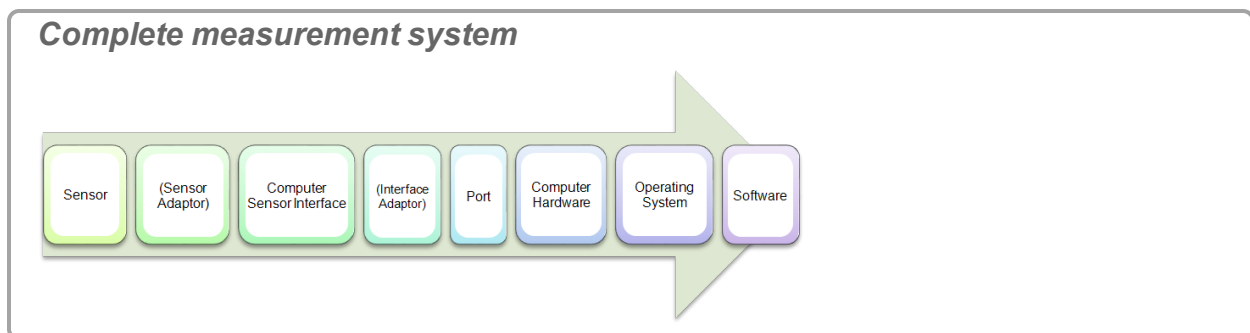 Complete measurement system
Sensor
(Sensor
Adaptor)
Computer
Sensor Interface
(Interface
Adaptor)
Port
Computer
Hardware
Operating
System
Software